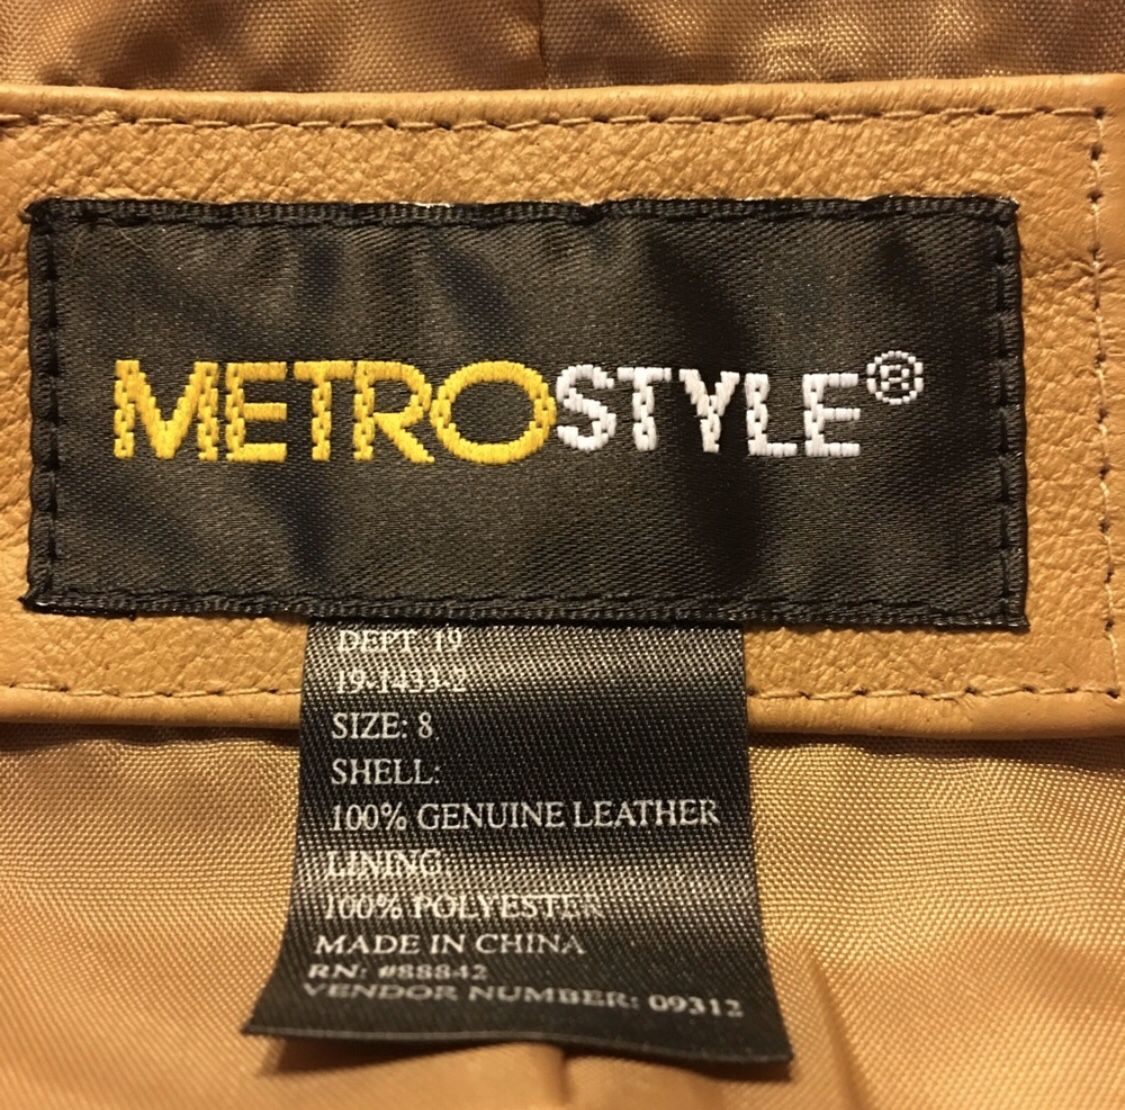 METROSTYLE®
DEPT: 19
19-1433-2
SIZE: 8
SHELL:
100% GENUINE LEATHER
LINING:
100% POLYESTER
MADE IN CHINA
RN: #88842
VENDOR NUMBER: 09312